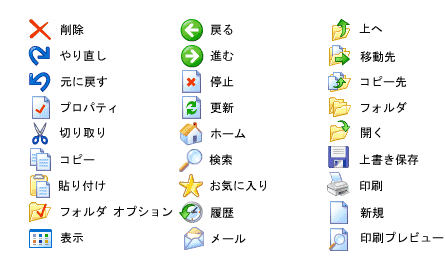 削除
やり直し
元に戻す
プロパティ
切り取り
コピー
貼り付け
フォルダ オプション
表示
戻る
進む
停止
更新
ホーム
検索
お気に入り
履歴
メール
上へ
移動先
コピー先
フォルダ
開く
上書き保存
印刷
新規
印刷プレビュー